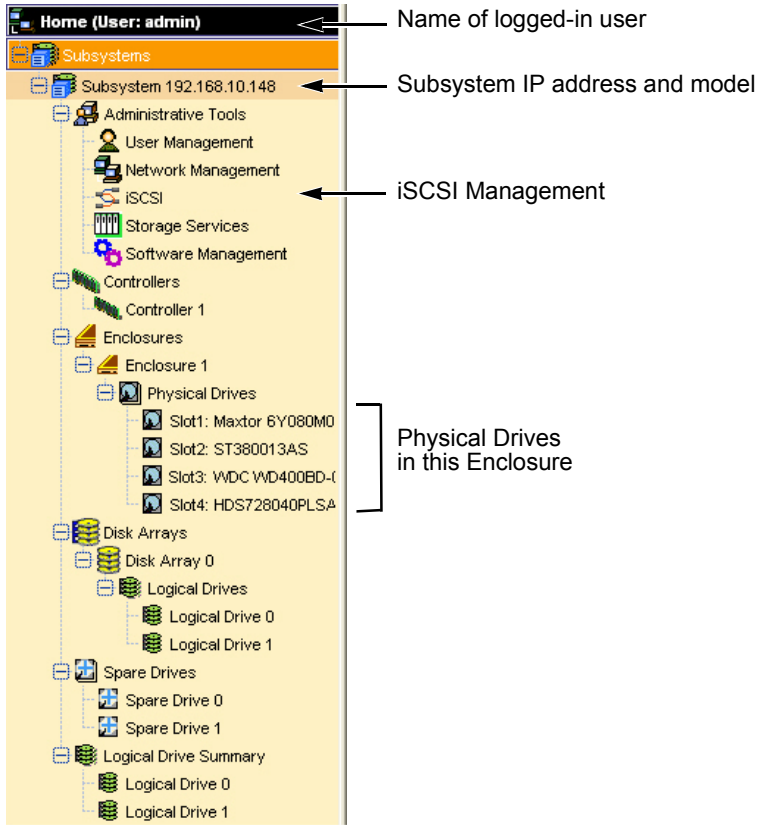 Home (User: admin)
Name of logged-in user
Subsystems
Subsystem 192.168.10.148
Subsystem IP address and model
Administrative Tools
User Management
Network Management
iSCSI
iSCSI Management
Storage Services
Software Management
Controllers
Controller 1
Enclosures
Enclosure 1
Physical Drives
Slot1: Maxtor 6Y080M0
Slot2: ST380013AS
Slot3: WDC WD400BD-(
Slot4: HDS728040PLSA
Physical Drives
in this Enclosure
Disk Arrays
Disk Array 0
Logical Drives
Logical Drive 0
Logical Drive 1
Spare Drives
Spare Drive 0
Spare Drive 1
Logical Drive Summary
Logical Drive 0
Logical Drive 1